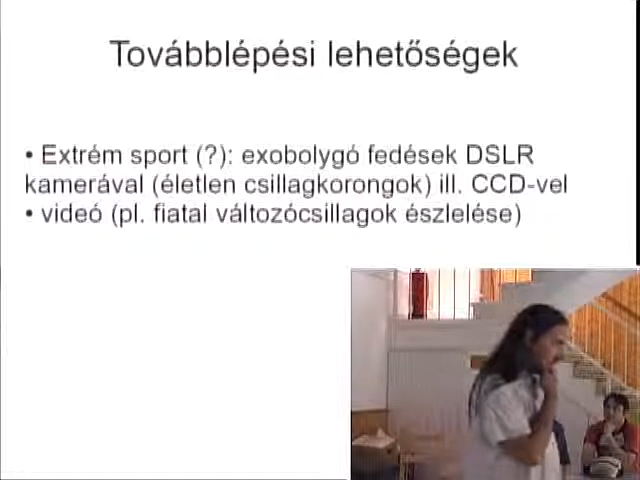 Továbblépési lehetőségek
• Extrém sport (?): exobolygó fedések DSLR
kamerával (életlen csillagkorongok) ill. CCD-vel
• videó (pl. fiatal változócsillagok észlelése)